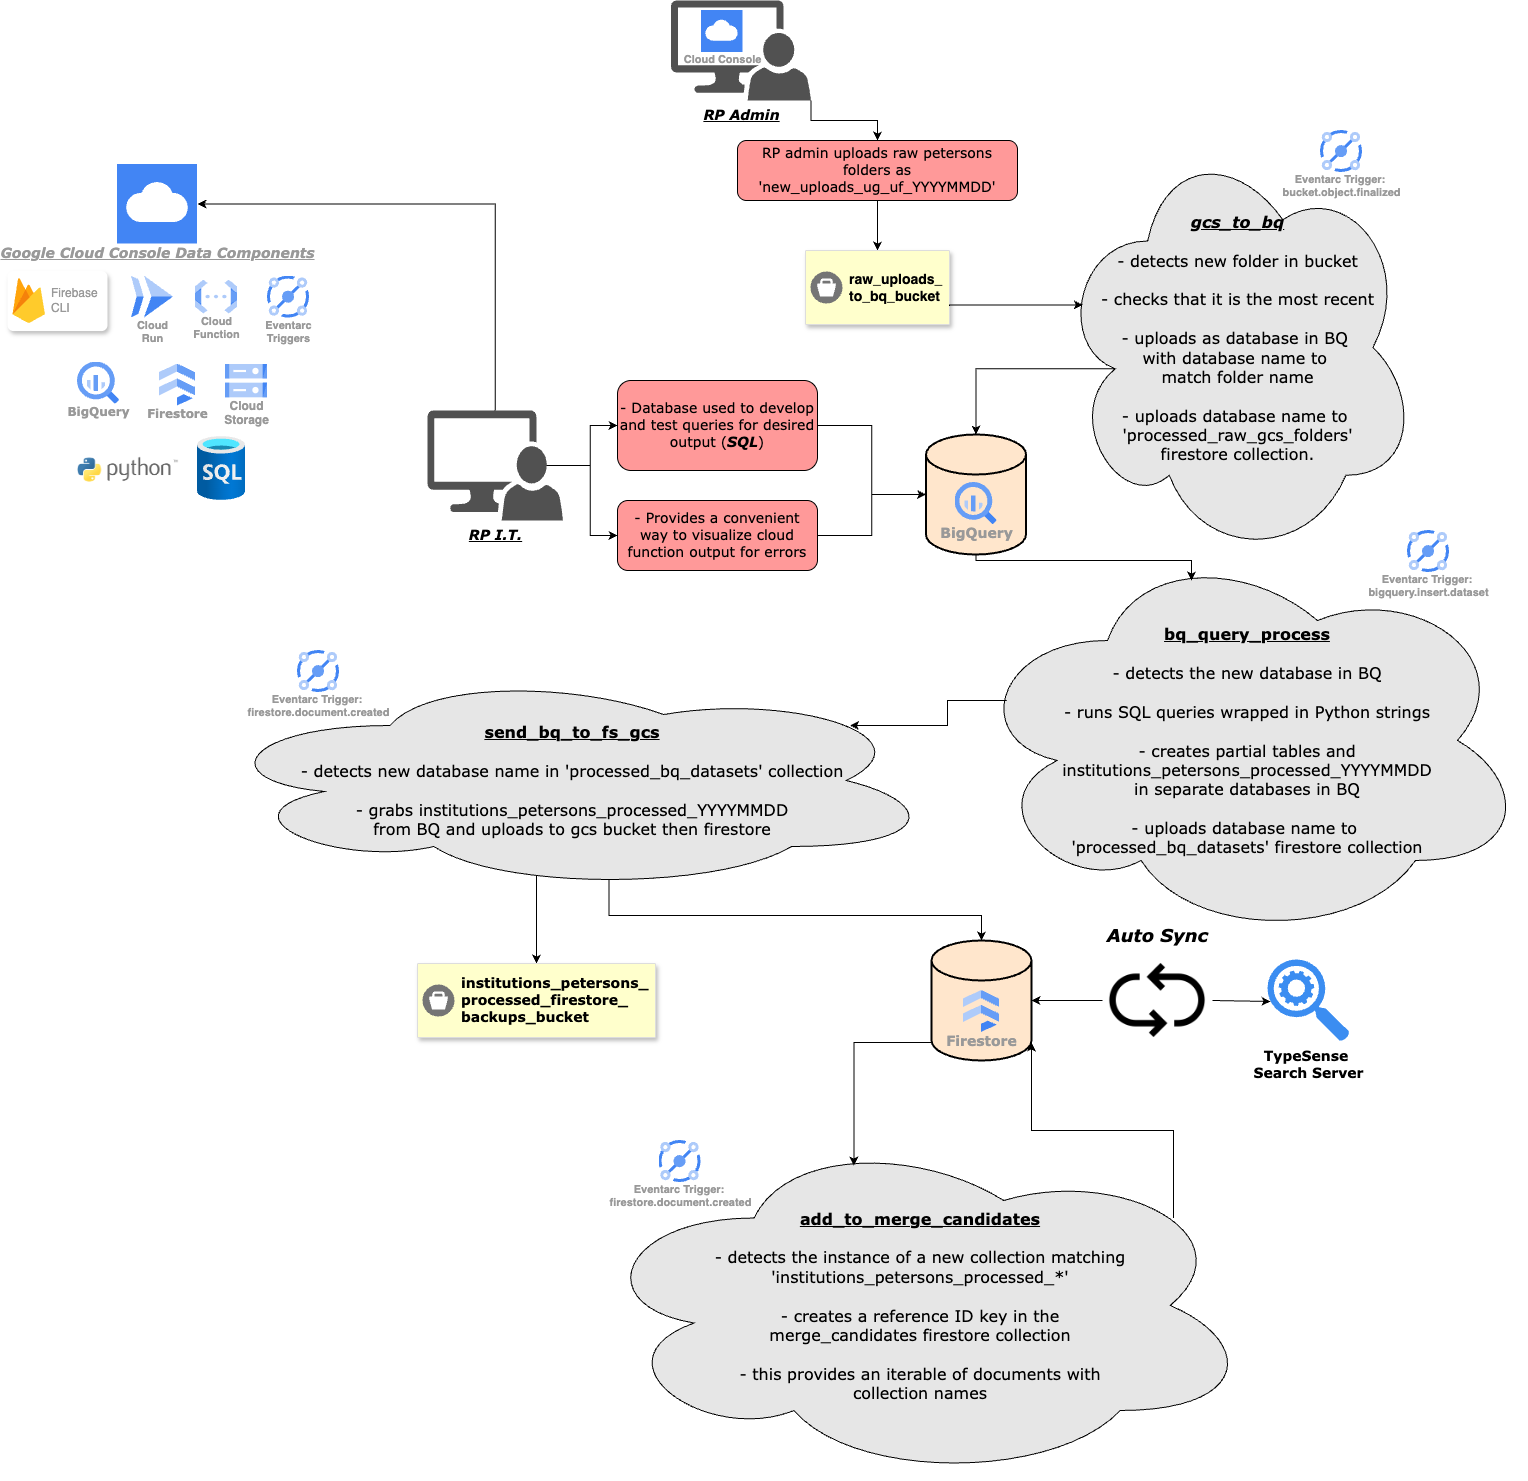 Cloud Console
RP Admin
RP admin uploads raw petersons
folders as
'new_uploads_ug_uf_YYYYMMDD'
Eventarc Trigger:
bucket.object.finalized
raw_uploads_
to_bq_bucket
gcs_to_bq
- detects new folder in bucket
- checks that it is the most recent
- uploads as database in BQ
with database name to
match folder name
- uploads database name to
'processed_raw_gcs_folders'
firestore collection.
Google Cloud Console Data Components
Firebase
CLI
Cloud
Run
Cloud
Function
Eventarc
Triggers
BigQuery
Firestore
Cloud
Storage
python™
SQL
RP I.T.
- Database used to develop
and test queries for desired
output (SQL)
- Provides a convenient
way to visualize cloud
function output for errors
BigQuery
Eventarc Trigger:
bigquery.insert.dataset
bq_query_process
- detects the new database in BQ
- runs SQL queries wrapped in Python strings
- creates partial tables and
institutions_petersons_processed_YYYYMMDD
in separate databases in BQ
- uploads database name to
'processed_bq_datasets' firestore collection
Eventarc Trigger:
firestore.document.created
send_bq_to_fs_gcs
- detects new database name in 'processed_bq_datasets' collection
- grabs institutions_petersons_processed_YYYYMMDD
from BQ and uploads to gcs bucket then firestore
institutions_petersons_
processed_firestore_
backups_bucket
Firestore
Auto Sync
TypeSense
Search Server
Eventarc Trigger:
firestore.document.created
add_to_merge_candidates
- detects the instance of a new collection matching
'institutions_petersons_processed_*'
- creates a reference ID key in the
merge_candidates firestore collection
- this provides an iterable of documents with
collection names